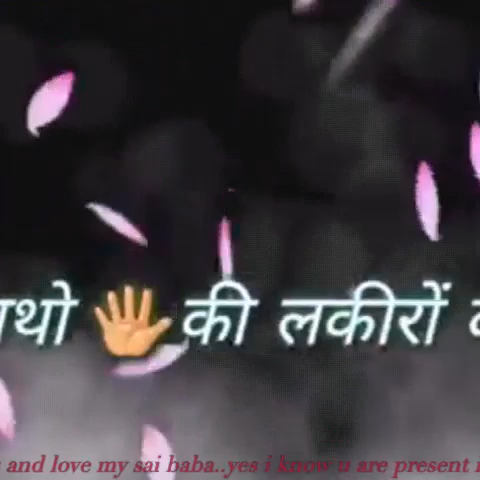 थो 🖐 की लकीरों
and love my sai baba..yes i know u are present